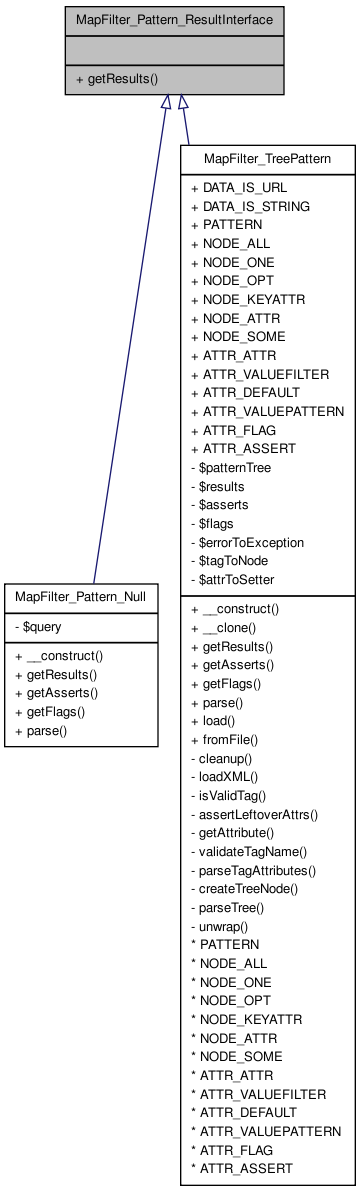 MapFilter_Pattern_ResultInterface
+ getResults()
MapFilter_TreePattern
+ DATA_IS_URL
+ DATA_IS_STRING
+ PATTERN
+ NODE_ALL
+ NODE_ONE
+ NODE_OPT
+ NODE_KEYATTR
+ NODE_ATTR
+ NODE_SOME
+ ATTR_ATTR
+ ATTR_VALUEFILTER
+ ATTR_DEFAULT
+ ATTR_VALUEPATTERN
+ ATTR_FLAG
+ ATTR_ASSERT
- $patternTree
- $results
- $asserts
- $flags
- $errorToException
- $tagToNode
- $attrToSetter
+ __construct()
+ __clone()
+ getResults()
+ getAsserts()
+ getFlags()
+ parse()
+ load()
+ fromFile()
- cleanup()
- loadXML()
- isValidTag()
- assertLeftoverAttrs()
- getAttribute()
- validateTagName()
- parseTagAttributes()
- createTreeNode()
- parseTree()
- unwrap()
* PATTERN
* NODE_ALL
* NODE_ONE
* NODE_OPT
* NODE_KEYATTR
* NODE_ATTR
* NODE_SOME
* ATTR_ATTR
* ATTR_VALUEFILTER
* ATTR_DEFAULT
* ATTR_VALUEPATTERN
* ATTR_FLAG
* ATTR_ASSERT
MapFilter_Pattern_Null
- $query
+ __construct()
+ getResults()
+ getAsserts()
+ getFlags()
+ parse()